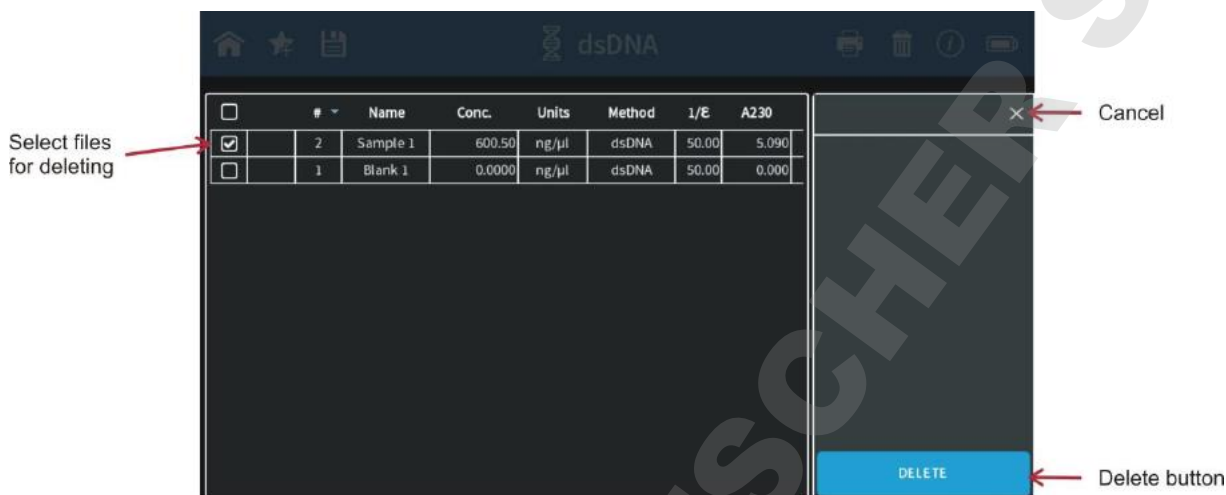 dsDNA
# Name Conc. Units Method 1/ε A230
Cancel
Select files
for deleting
2 Sample 1 600.50 ng/µl dsDNA 50.00 5.090
1 Blank 1 0.0000 ng/µl dsDNA 50.00 0.000
DELETE
Delete button